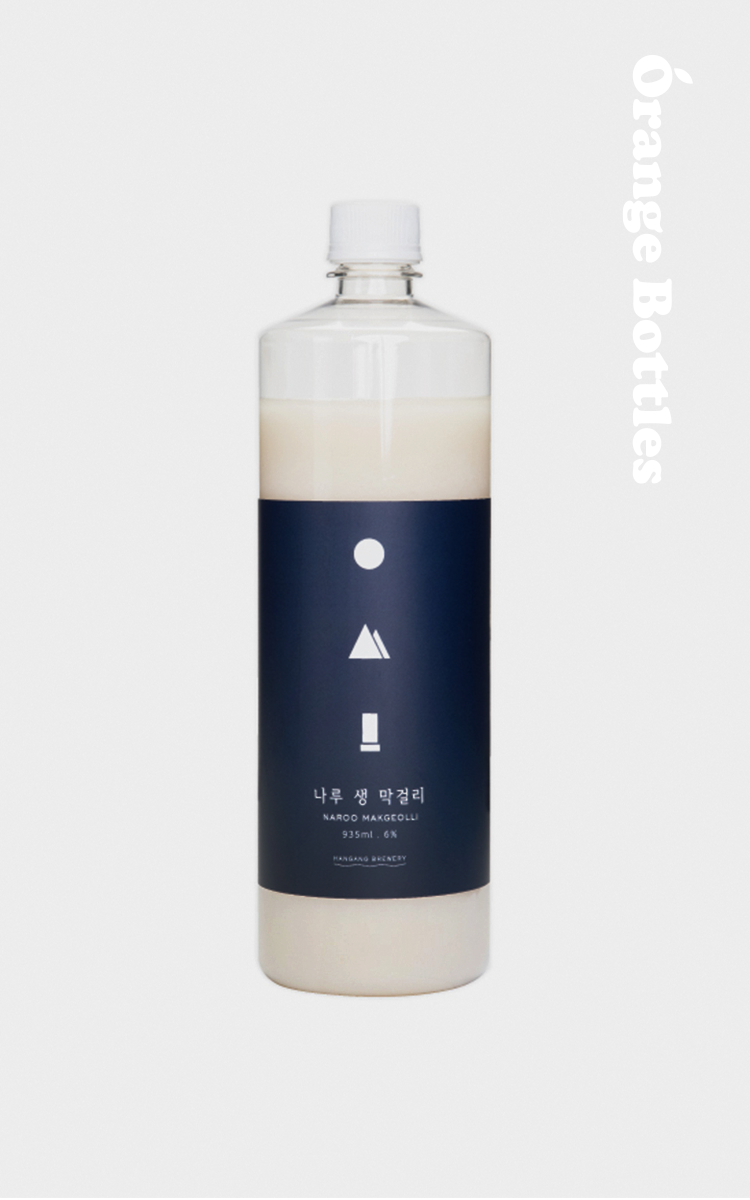 Orange Bottles
나루 생 막걸리
NAROO MAKGEOLLI
935ml . 6%
HANGANG BREWERY